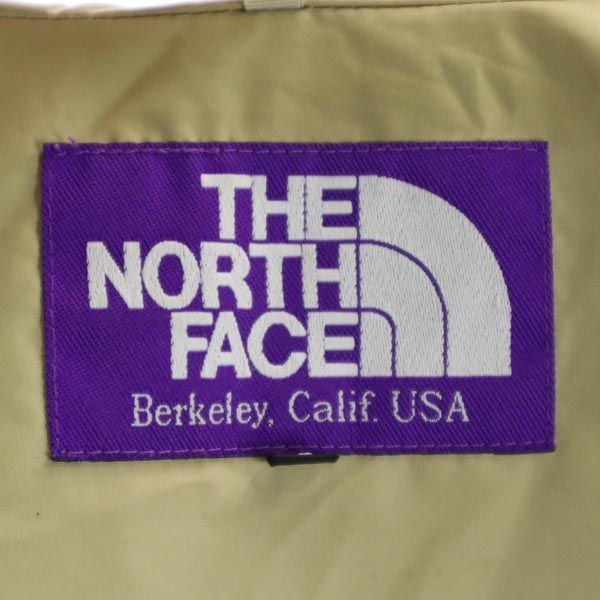 THE
NORTH
FACE
Berkeley, Calif. USA